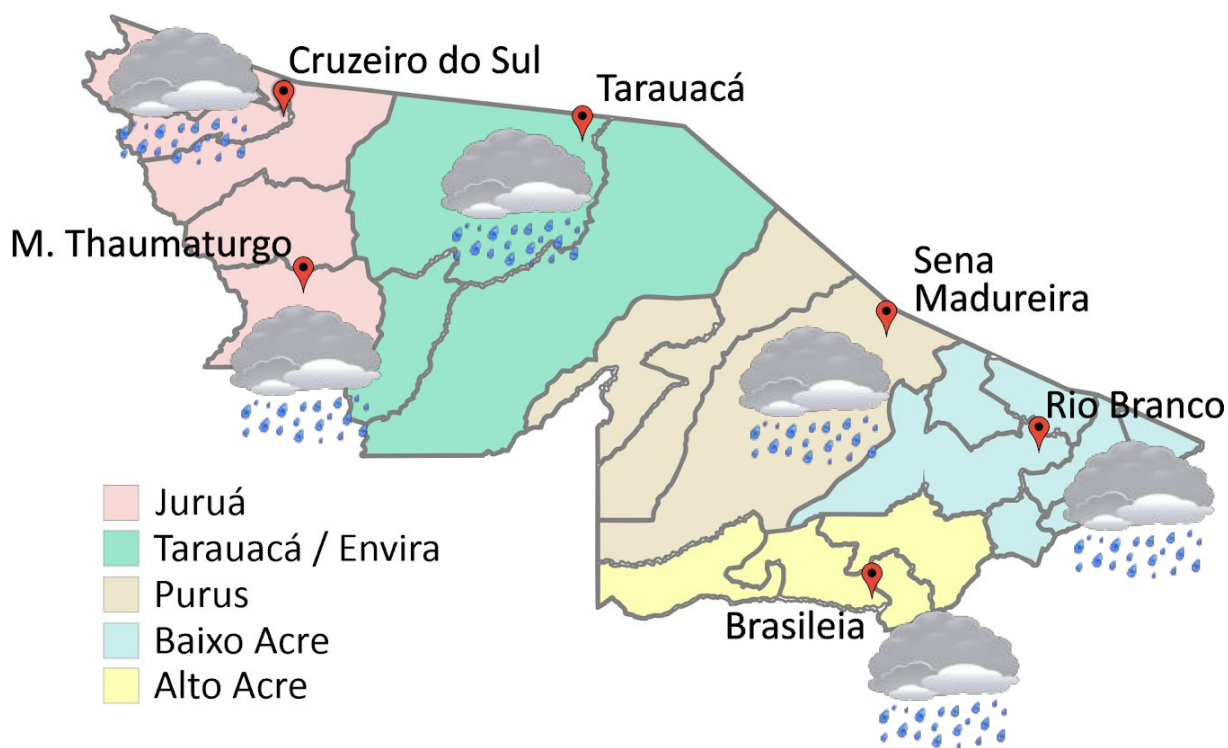 Cruzeiro do Sul
Tarauacá
M. Thaumaturgo
Sena
Madureira
Rio Branco
Brasileia
Juruá
Tarauacá / Envira
Purus
Baixo Acre
Alto Acre